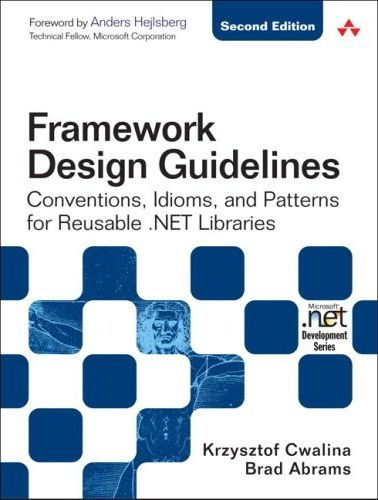 Foreword by Anders Hejlsberg
Technical Fellow, Microsoft Corporation
Second Edition
Framework
Design Guidelines
Conventions, Idioms, and Patterns
for Reusable .NET Libraries
Microsoft
.net
Development
Series
Krzysztof Cwalina
Brad Abrams